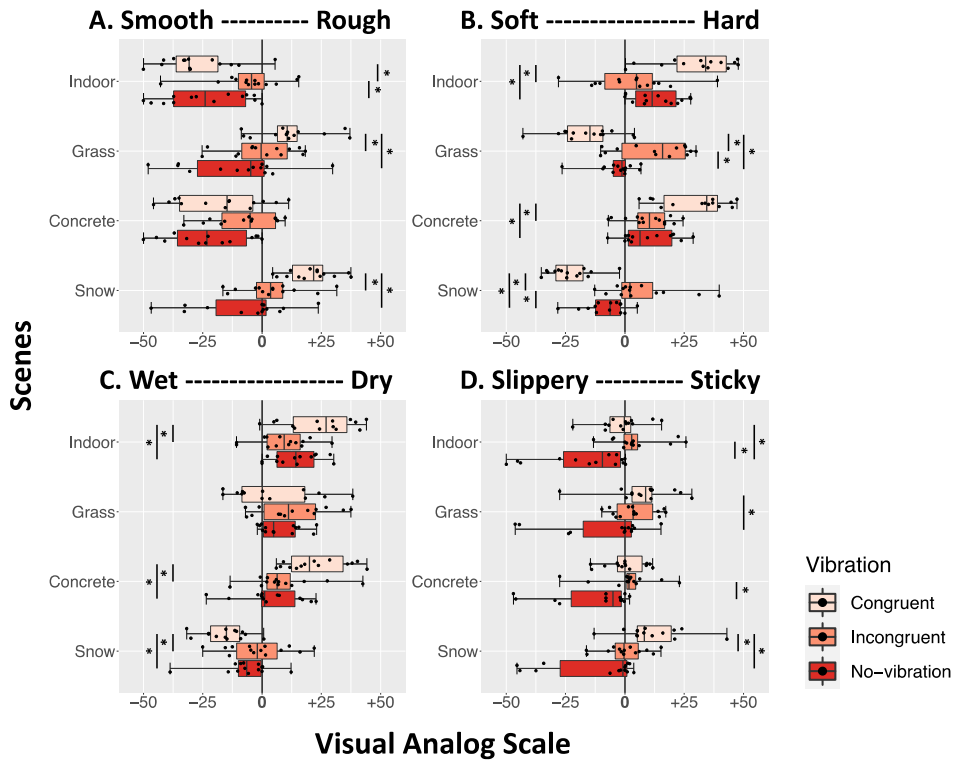 A. Smooth ---------- Rough
B. Soft ----------------- Hard
Indoor
Grass
Concrete
Snow
Indoor
Grass
Concrete
Snow
* * * * * *
* * * * * * * * * * *
−50 −25 0 +25 +50
−50 −25 0 +25 +50
Scenes
C. Wet ------------------- Dry
D. Slippery ---------- Sticky
Indoor
Grass
Concrete
Snow
Indoor
Grass
Concrete
Snow
* * * * * *
* * * * * *
−50 −25 0 +25 +50
−50 −25 0 +25 +50
Visual Analog Scale
Vibration
Congruent
Incongruent
No−vibration